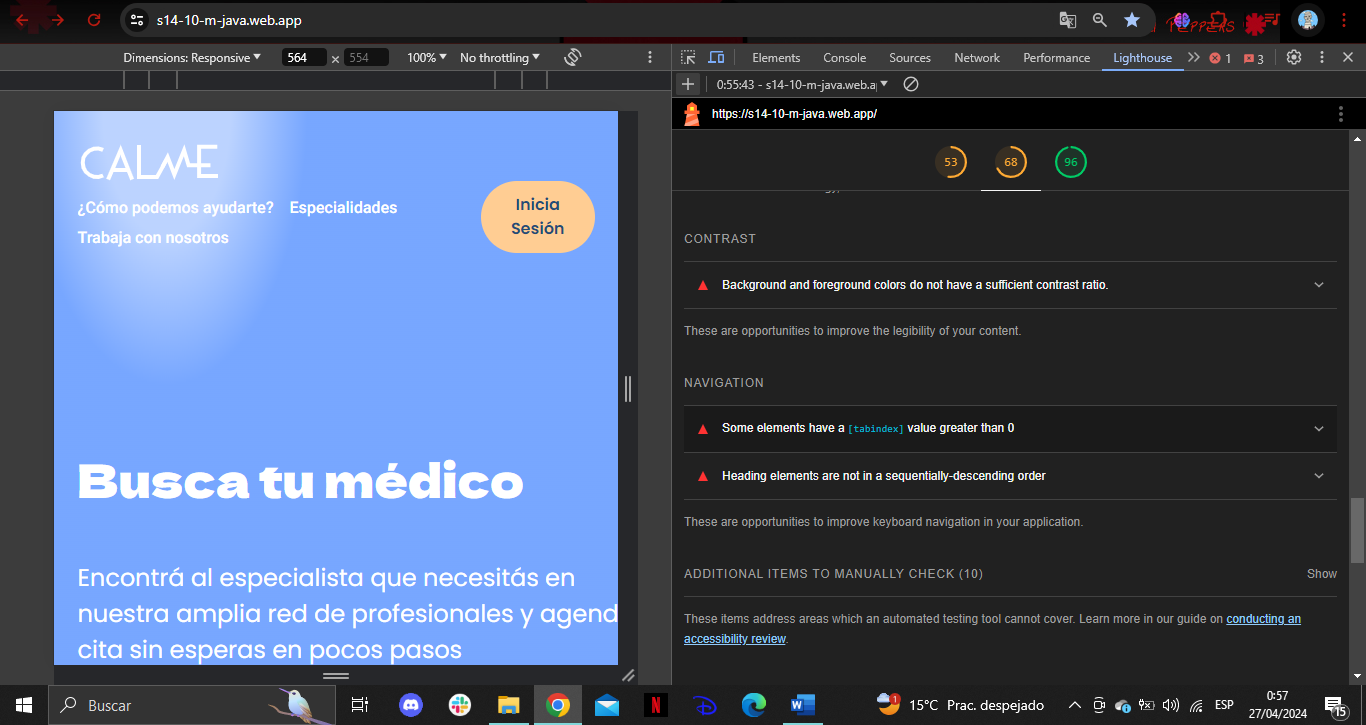 s14-10-m-java.web.app
PEPPERS
Dimensions: Responsive
564
×
554
100%
No throttling
Elements
Console
Sources
Network
Performance
Lighthouse
1
3
0:55:43 - s14-10-m-java.web.a
https://s14-10-m-java.web.app/
53
68
96
CALME
¿Cómo podemos ayudarte?
Especialidades
Trabaja con nosotros
Inicia
Sesión
Busca tu médico
Encontrá al especialista que necesitás en
nuestra amplia red de profesionales y agend
cita sin esperas en pocos pasos
CONTRAST
Background and foreground colors do not have a sufficient contrast ratio.
These are opportunities to improve the legibility of your content.
NAVIGATION
Some elements have a [tabindex] value greater than 0
Heading elements are not in a sequentially-descending order
These are opportunities to improve keyboard navigation in your application.
ADDITIONAL ITEMS TO MANUALLY CHECK (10)
Show
These items address areas which an automated testing tool cannot cover. Learn more in our guide on conducting an
accessibility review.
Buscar
1
15°C Prac. despejado
ESP
0:57
27/04/2024
15